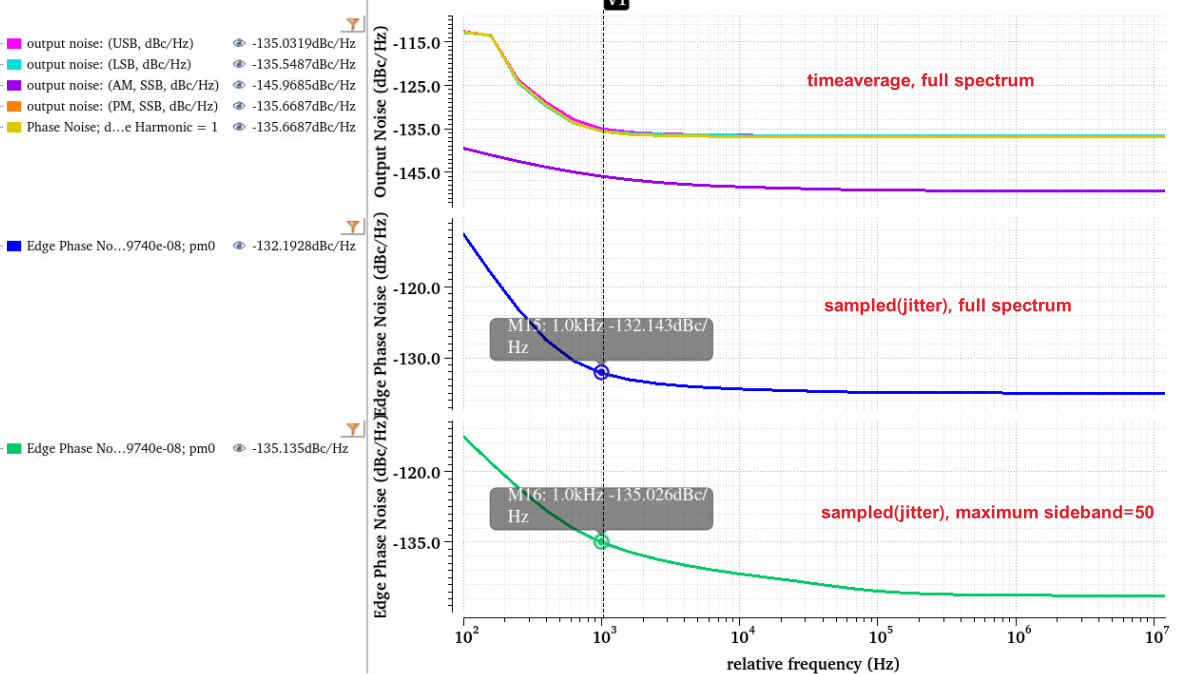 V1
output noise: (USB, dBc/Hz) -135.0319dBc/Hz
output noise: (LSB, dBc/Hz) -135.5487dBc/Hz
output noise: (AM, SSB, dBc/Hz) -145.9685dBc/Hz
output noise: (PM, SSB, dBc/Hz) -135.6687dBc/Hz
Phase Noise; d...e Harmonic = 1 -135.6687dBc/Hz
Output Noise (dBc/Hz)
-115.0
-125.0
-135.0
-145.0
timeaverage, full spectrum
Edge Phase No...9740e-08; pm0 -132.1928dBc/Hz
Edge Phase Noise (dBc/Hz)
-120.0
-130.0
sampled(jitter), full spectrum
M15: 1.0kHz -132.143dBc/
Hz
Edge Phase No...9740e-08; pm0 -135.135dBc/Hz
Edge Phase Noise (dBc/Hz)
-120.0
-135.0
M16: 1.0kHz -135.026dBc/
Hz
sampled(jitter), maximum sideband=50
10² 10³ 10⁴ 10⁵ 10⁶ 10⁷
relative frequency (Hz)